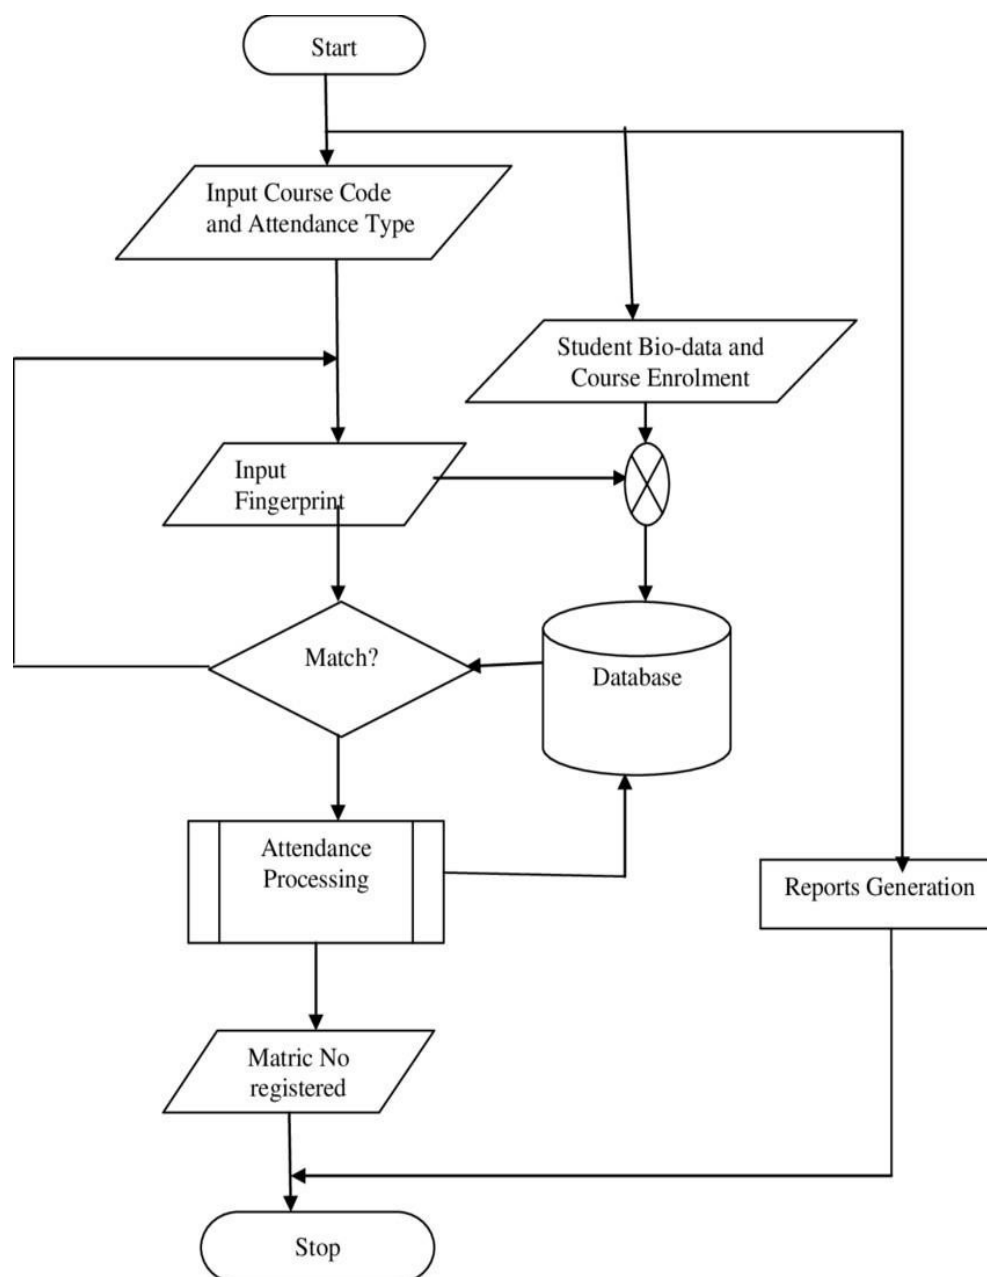 Start
Input Course Code
and Attendance Type
Student Bio-data and
Course Enrolment
Input
Fingerprint
Match?
Database
Attendance
Processing
Reports Generation
Matric No
registered
Stop